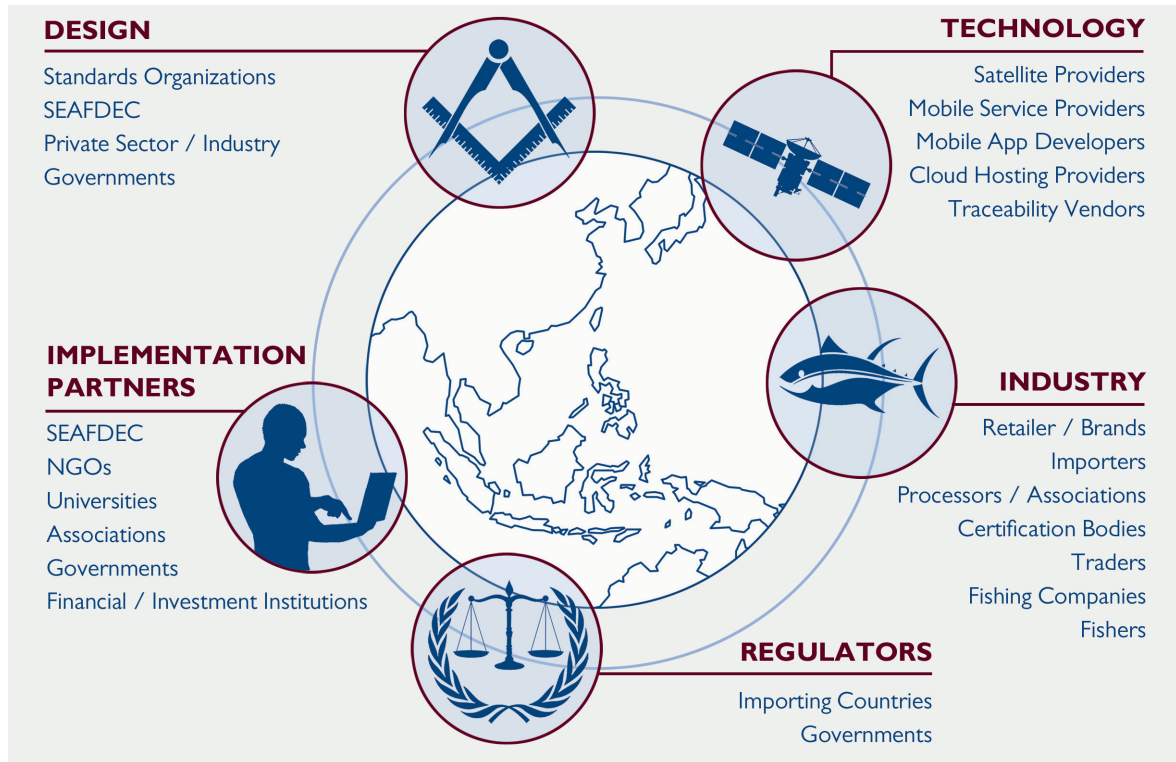 DESIGN
Standards Organizations
SEAFDEC
Private Sector / Industry
Governments
TECHNOLOGY
Satellite Providers
Mobile Service Providers
Mobile App Developers
Cloud Hosting Providers
Traceability Vendors
IMPLEMENTATION
PARTNERS
SEAFDEC
NGOs
Universities
Associations
Governments
Financial / Investment Institutions
INDUSTRY
Retailer / Brands
Importers
Processors / Associations
Certification Bodies
Traders
Fishing Companies
Fishers
REGULATORS
Importing Countries
Governments